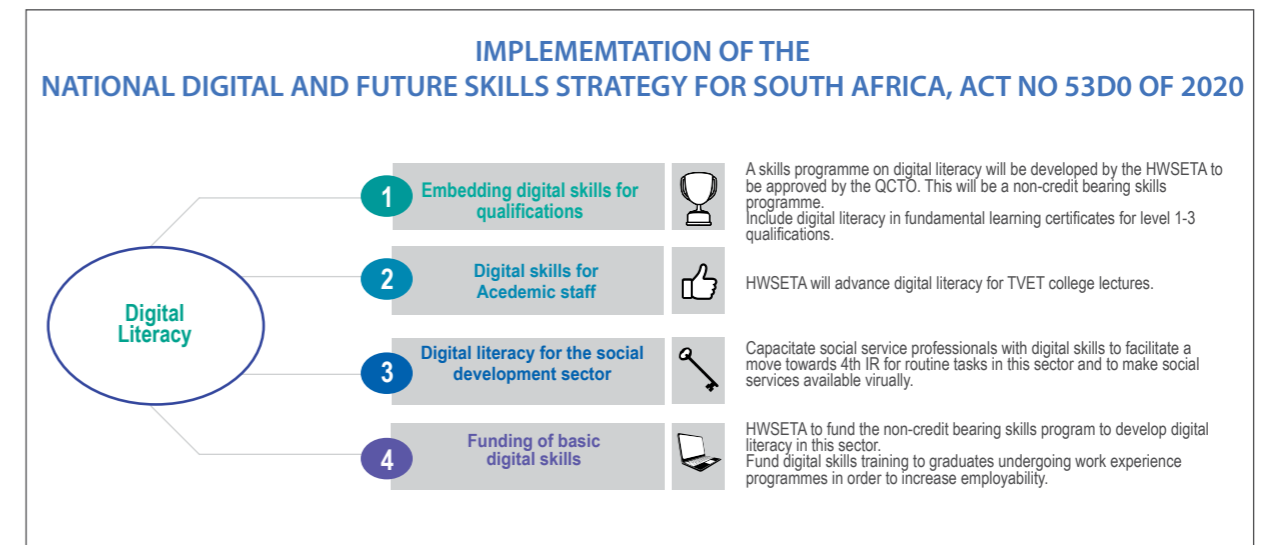 IMPLEMEMTATION OF THE
NATIONAL DIGITAL AND FUTURE SKILLS STRATEGY FOR SOUTH AFRICA, ACT NO 53D0 OF 2020
Digital
Literacy
1
Embedding digital skills for
qualifications
A skills programme on digital literacy will be developed by the HWSETA to
be approved by the QCTO. This will be a non-credit bearing skills
programme.
Include digital literacy in fundamental learning certificates for level 1-3
qualifications.
2
Digital skills for
Acedemic staff
HWSETA will advance digital literacy for TVET college lectures.
3
Digital literacy for the social
development sector
Capacitate social service professionals with digital skills to facilitate a
move towards 4th IR for routine tasks in this sector and to make social
services available virually.
4
Funding of basic
digital skills
HWSETA to fund the non-credit bearing skills program to develop digital
literacy in this sector.
Fund digital skills training to graduates undergoing work experience
programmes in order to increase employability.